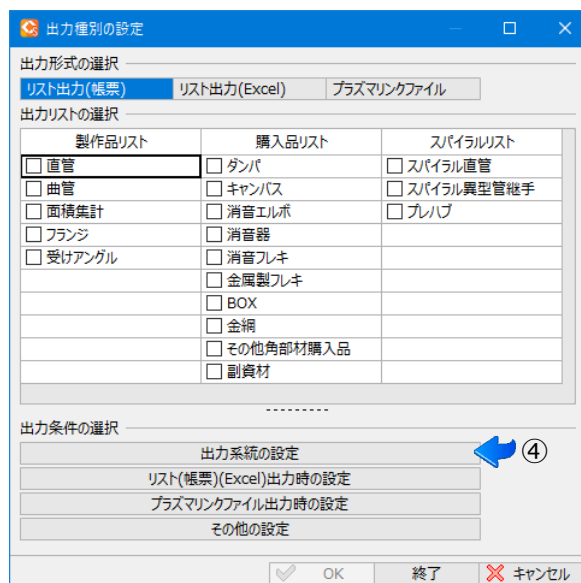 出力種別の設定
出力形式の選択
リスト出力(帳票) リスト出力(Excel) プラズマリンクファイル
出力リストの選択
製作品リスト 購入品リスト スパイラルリスト
直管 ダンパ スパイラル直管
曲管 キャンバス スパイラル異型管継手
面積集計 消音エルボ プレハブ
フランジ 消音器
受けアングル 消音フレキ
金属製フレキ
BOX
金網
その他角部材購入品
副資材
出力条件の選択
出力系統の設定 ④
リスト(帳票)(Excel)出力時の設定
プラズマリンクファイル出力時の設定
その他の設定
OK 終了 キャンセル